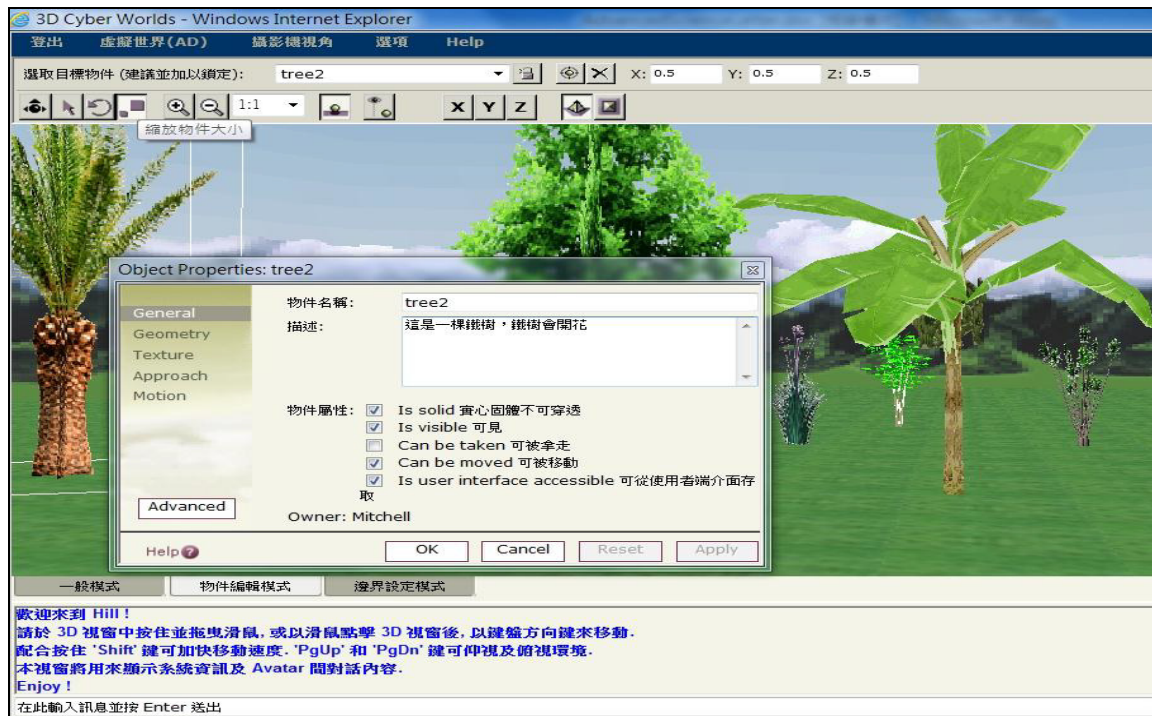 3D Cyber Worlds - Windows Internet Explorer
登出 虛擬世界(AD) 攝影機視角 選項 Help
選取目標物件 (建議並加以鎖定): tree2 X: 0.5 Y: 0.5 Z: 0.5
1:1 X Y Z
縮放物件大小
Object Properties: tree2
General
Geometry
Texture
Approach
Motion
Advanced
Help
物件名稱: tree2
描述: 這是一棵鐵樹，鐵樹會開花
物件屬性: Is solid 實心固體不可穿透
Is visible 可見
Can be taken 可被拿走
Can be moved 可被移動
Is user interface accessible 可從使用者端介面存
取
Owner: Mitchell
OK Cancel Reset Apply
一般模式 物件編輯模式 邊界設定模式
歡迎來到 Hill !
請於 3D 視窗中按住並拖曳滑鼠, 或以滑鼠點擊 3D 視窗後, 以鍵盤方向鍵來移動.
配合按住 'Shift' 鍵可加快移動速度. 'PgUp' 和 'PgDn' 鍵可仰視及俯視環境.
本視窗將用來顯示系統資訊及 Avatar 間對話內容.
Enjoy !
在此輸入訊息並按 Enter 送出